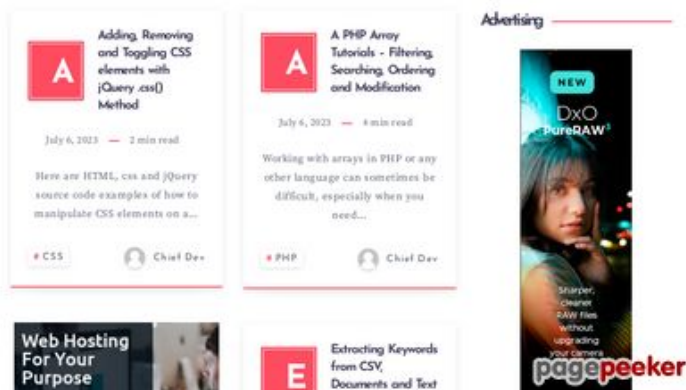 A
Adding, Removing
and Toggling CSS
elements with
jQuery .css()
Method
July 6, 2023 — 2 min read
Here are HTML, css and jQuery
source code examples of how to
manipulate CSS elements on a...
# CSS
Chief Dev
A
A PHP Array
Tutorials - Filtering,
Searching, Ordering
and Modification
July 6, 2023 — 6 min read
Working with arrays in PHP or any
other language can sometimes be
difficult, especially when you
need...
# PHP
Chief Dev
Web Hosting
For Your
Purpose
E
Extracting Keywords
from CSV,
Documents and Text
Advertising
NEW
DxO
PureRAW3
Sharper,
cleaner
RAW files
without
upgrading
your camera
pagepeeker